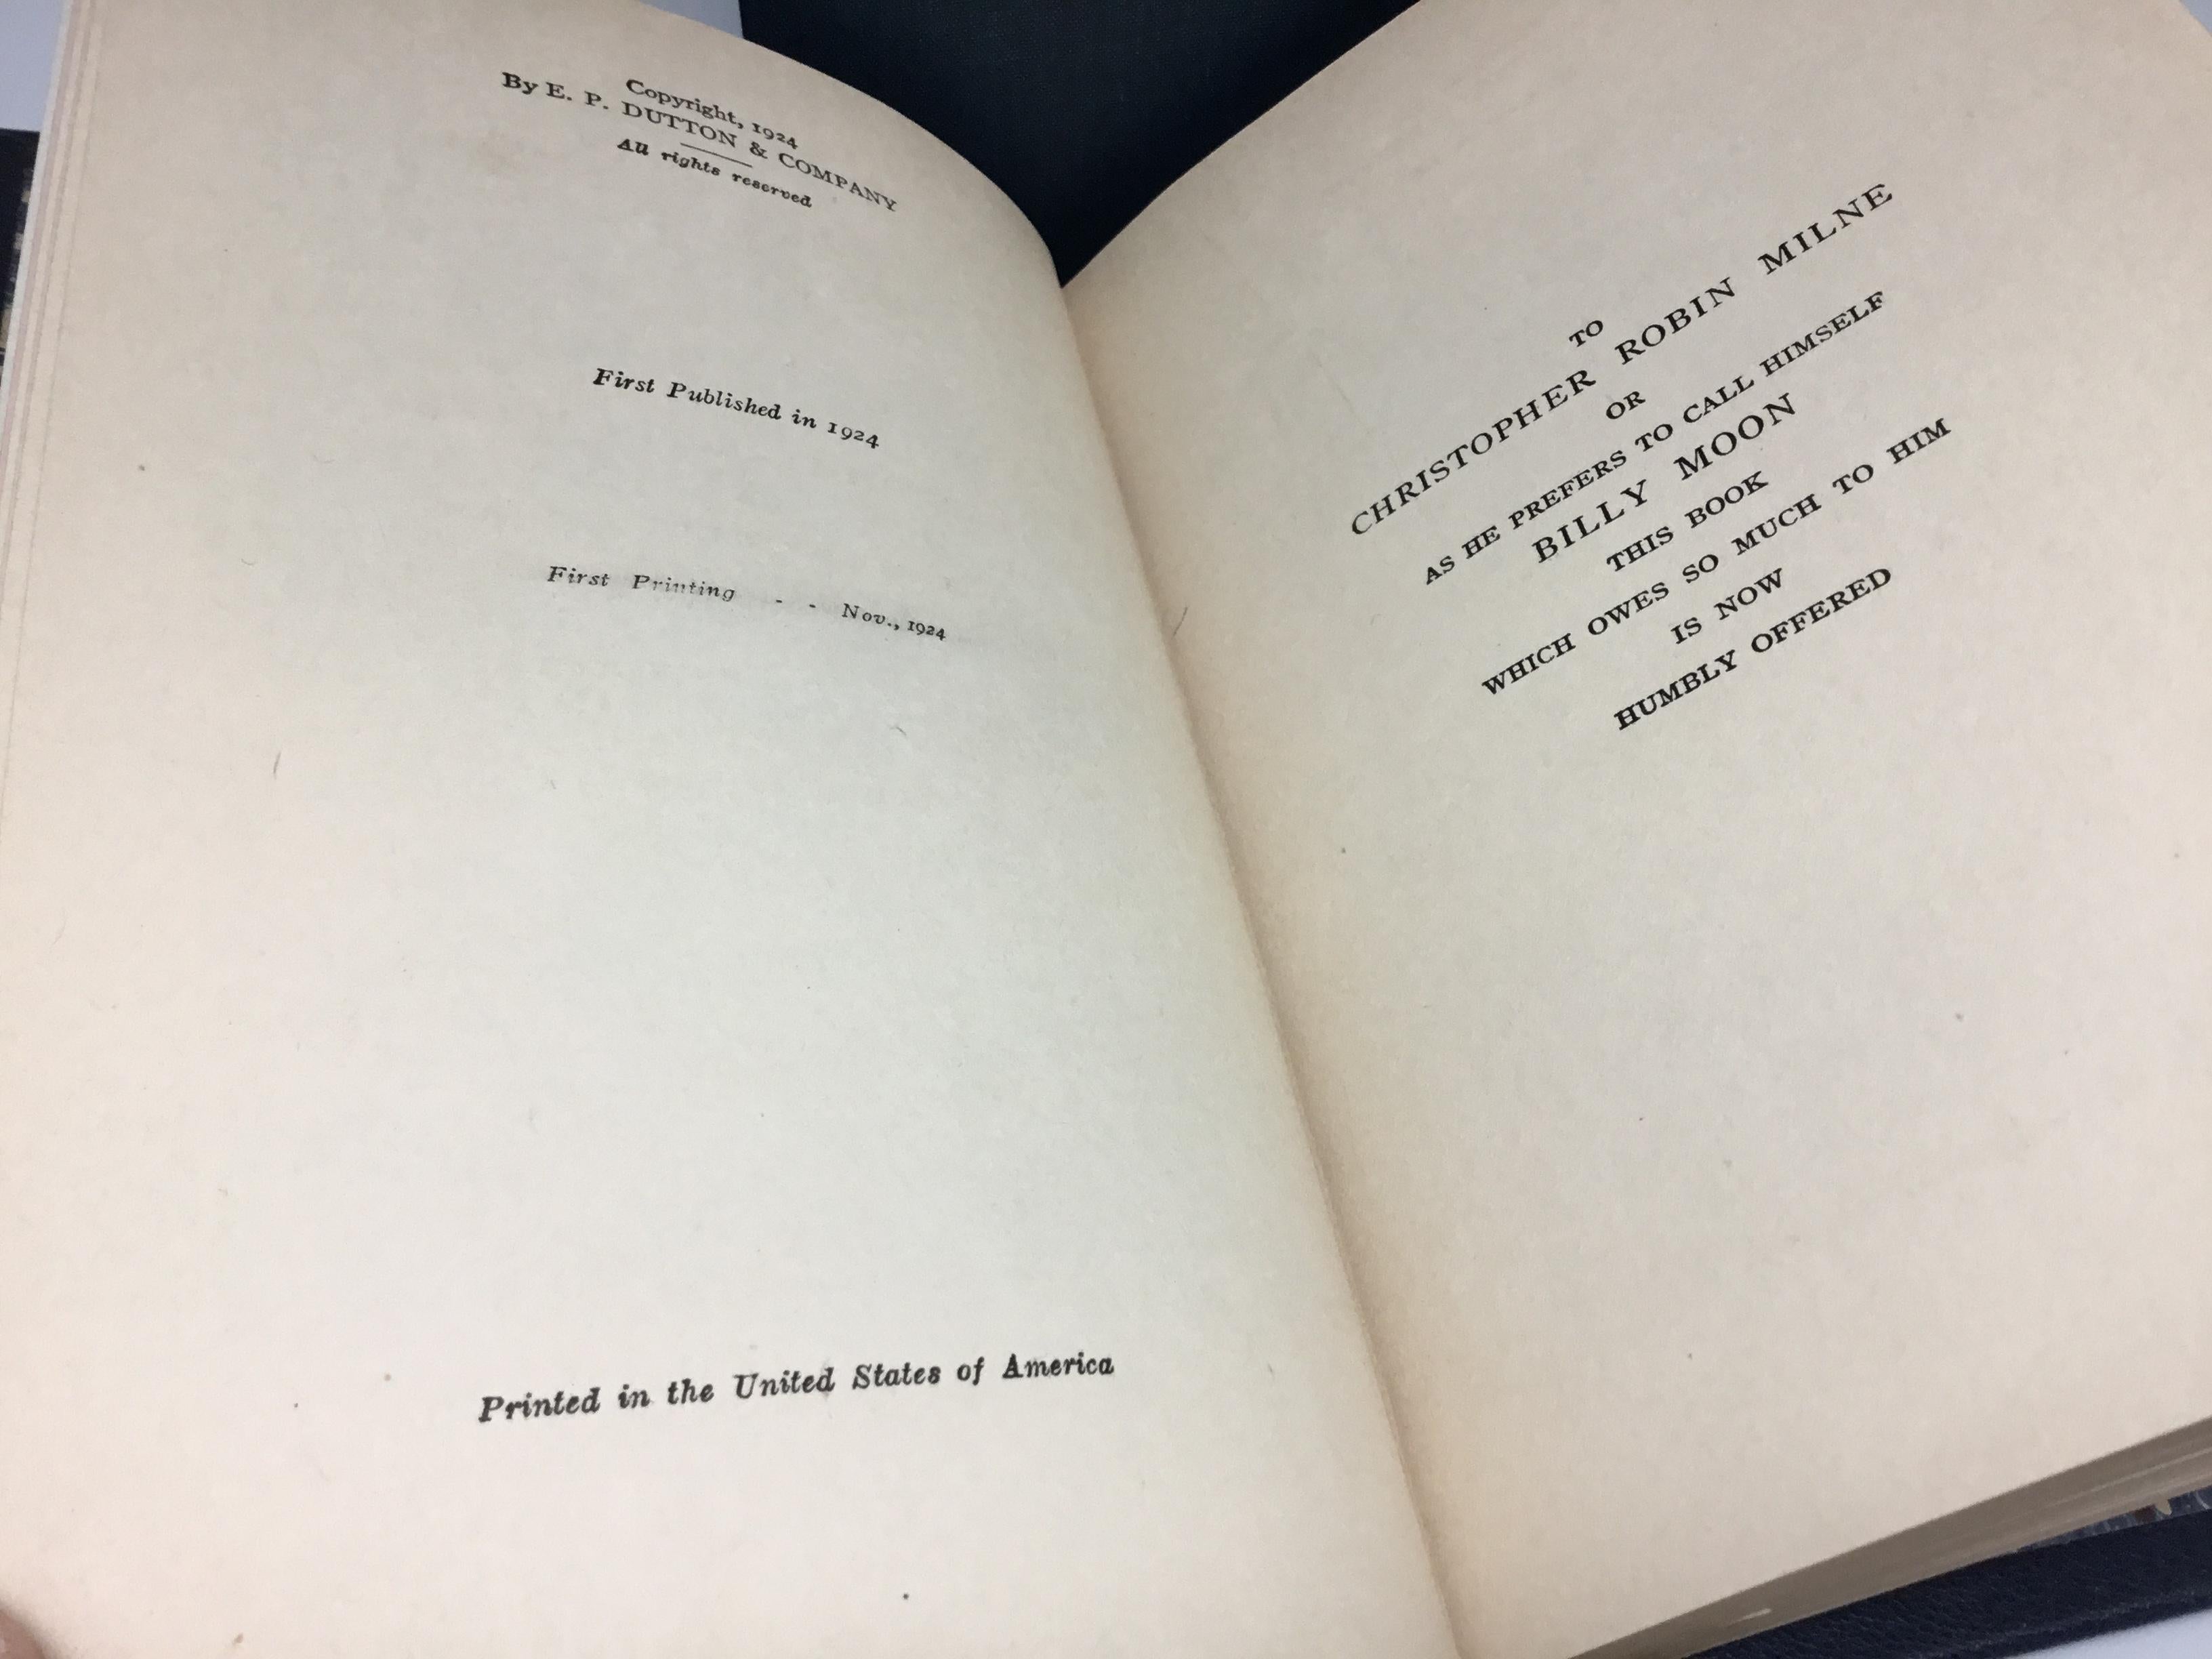 Copyright, 1924
By E. P. DUTTON & COMPANY
All rights reserved
First Published in 1924
First Printing - - Nov., 1924
Printed in the United States of America
TO
CHRISTOPHER ROBIN MILNE
OR
AS HE PREFERS TO CALL HIMSELF
BILLY MOON
THIS BOOK
WHICH OWES SO MUCH TO HIM
IS NOW
HUMBLY OFFERED